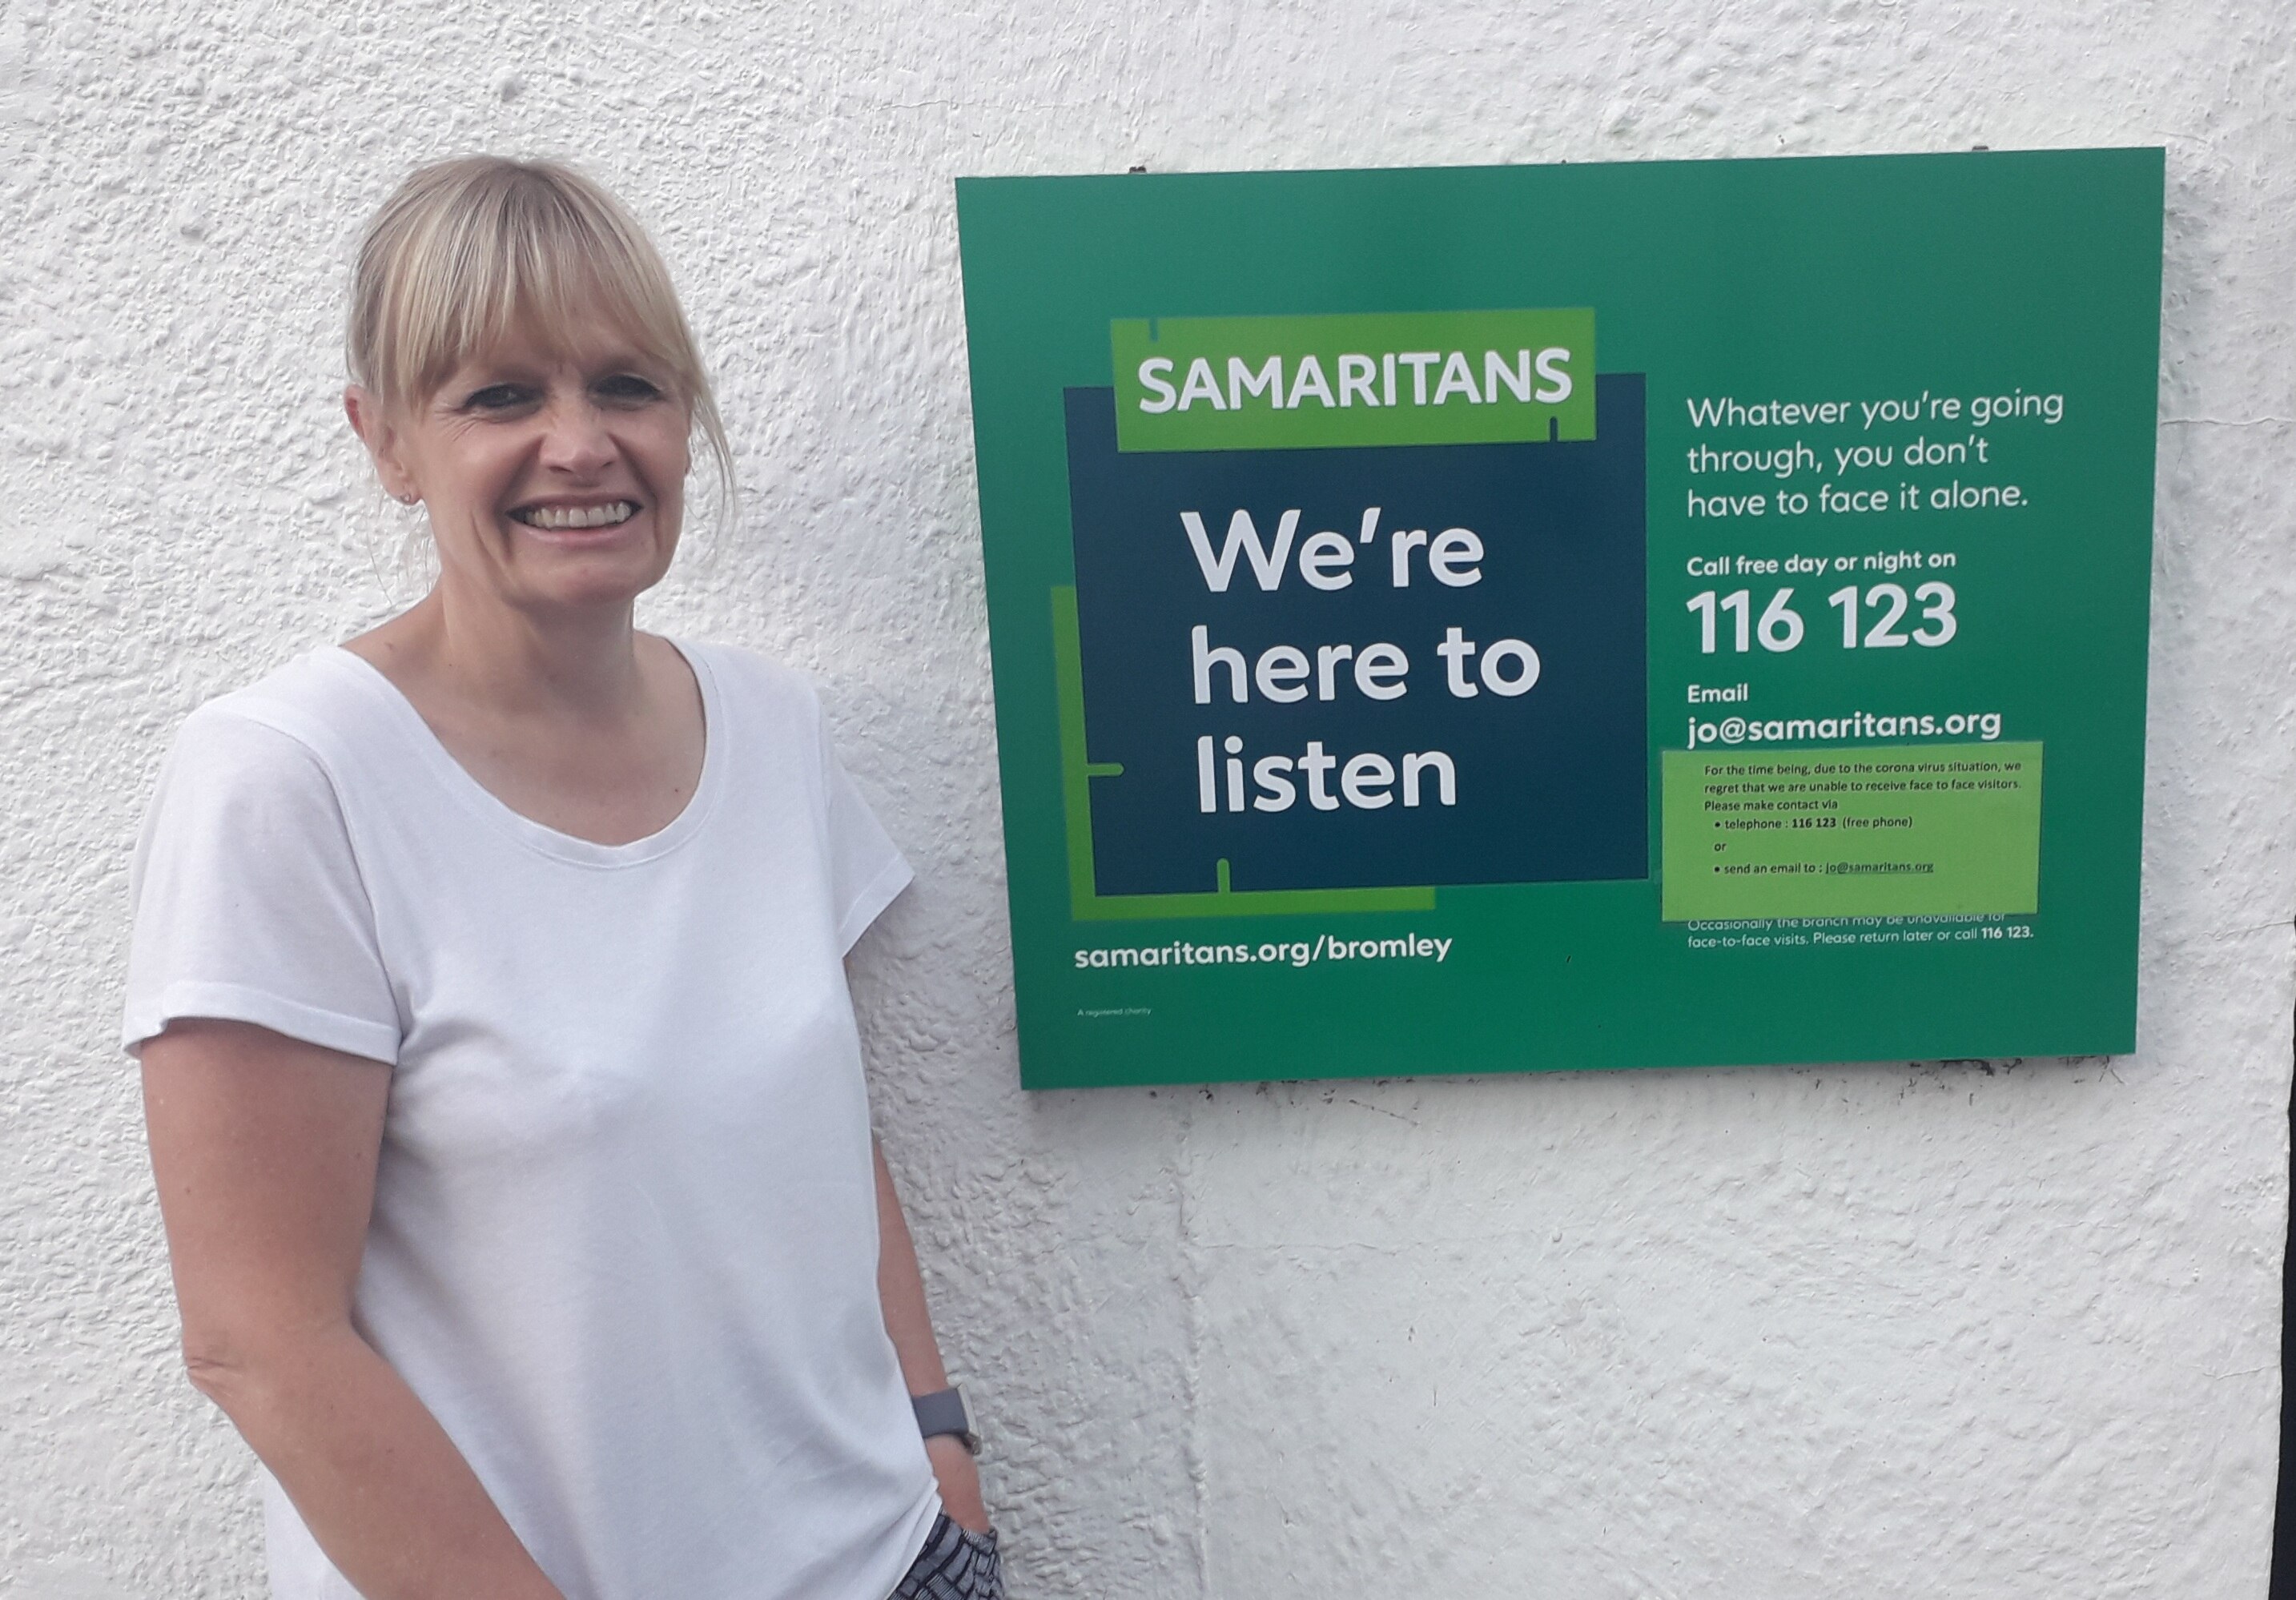 SAMARITANS
We're
here to
listen
samaritans.org/bromley
A registered charity
Whatever you're going
through, you don't
have to face it alone.
Call free day or night on
116 123
Email
jo@samaritans.org
For the time being, due to the corona virus situation, we
regret that we are unable to receive face to face visitors.
Please make contact via
• telephone : 116 123 (free phone)
or
• send an email to : jo@samaritans.org
Occasionally the branch may be unavailable for
face-to-face visits. Please return later or call 116 123.